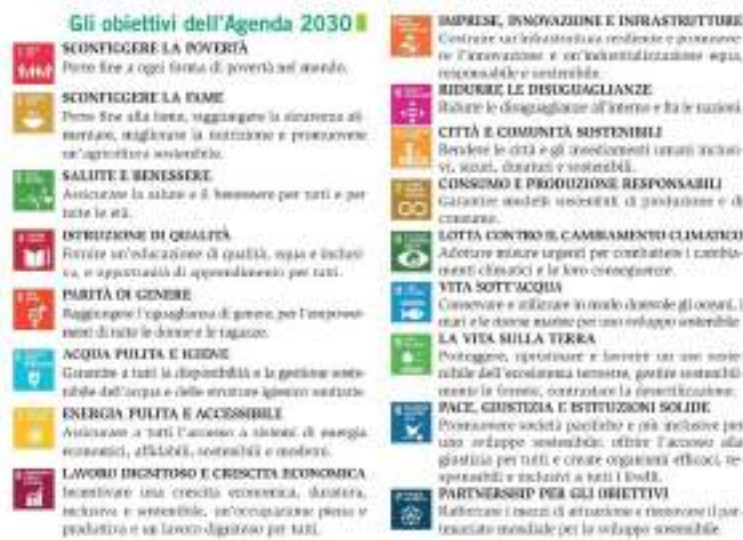 Gli obiettivi dell'Agenda 2030
SCONFIGGERE LA POVERTÀ
Porre fine a ogni forma di povertà nel mondo.
SCONFIGGERE LA FAME
Porre fine alla fame, raggiungere la sicurezza ali-
mentare, migliorare la nutrizione e promuovere
un'agricoltura sostenibile.
SALUTE E BENESSERE
Assicurare la salute e il benessere per tutti e per
tutte le età.
ISTRUZIONE DI QUALITÀ
Fornire un'educazione di qualità, equa e inclusi-
va, e opportunità di apprendimento per tutti.
PARITÀ DI GENERE
Raggiungere l'uguaglianza di genere, per l'empower-
ment di tutte le donne e le ragazze.
ACQUA PULITA E IGIENE
Garantire a tutti la disponibilità e la gestione soste-
nibile dell'acqua e delle strutture igienico sanitarie.
ENERGIA PULITA E ACCESSIBILE
Assicurare a tutti l'accesso a sistemi di energia
economici, affidabili, sostenibili e moderni.
LAVORO DIGNITOSO E CRESCITA ECONOMICA
Incentivare una crescita economica, duratura,
inclusiva e sostenibile, un'occupazione piena e
produttiva e un lavoro dignitoso per tutti.
IMPRESE, INNOVAZIONE E INFRASTRUTTURE
Costruire un'infrastruttura resiliente e promuove-
re l'innovazione e un'industrializzazione equa,
responsabile e sostenibile.
RIDURRE LE DISUGUAGLIANZE
Ridurre le disuguaglianze all'interno e fra le nazioni.
CITTÀ E COMUNITÀ SOSTENIBILI
Rendere le città e gli insediamenti umani inclusi-
vi, sicuri, duraturi e sostenibili.
CONSUMO E PRODUZIONE RESPONSABILI
Garantire modelli sostenibili di produzione e di
consumo.
LOTTA CONTRO IL CAMBIAMENTO CLIMATICO
Adottare misure urgenti per combattere i cambia-
menti climatici e le loro conseguenze.
VITA SOTT'ACQUA
Conservare e utilizzare in modo durevole gli oceani, i
mari e le risorse marine per uno sviluppo sostenibile
LA VITA SULLA TERRA
Proteggere, ripristinare e favorire un uso soste-
nibile dell'ecosistema terrestre, gestire sostenibil-
mente le foreste, contrastare la desertificazione.
PACE, GIUSTIZIA E ISTITUZIONI SOLIDE
Promuovere società pacifiche e più inclusive per
uno sviluppo sostenibile; offrire l'accesso alla
giustizia per tutti e creare organismi efficaci, re-
sponsabili e inclusivi a tutti i livelli.
PARTNERSHIP PER GLI OBIETTIVI
Rafforzare i mezzi di attuazione e rinnovare il par-
tenariato mondiale per lo sviluppo sostenibile.